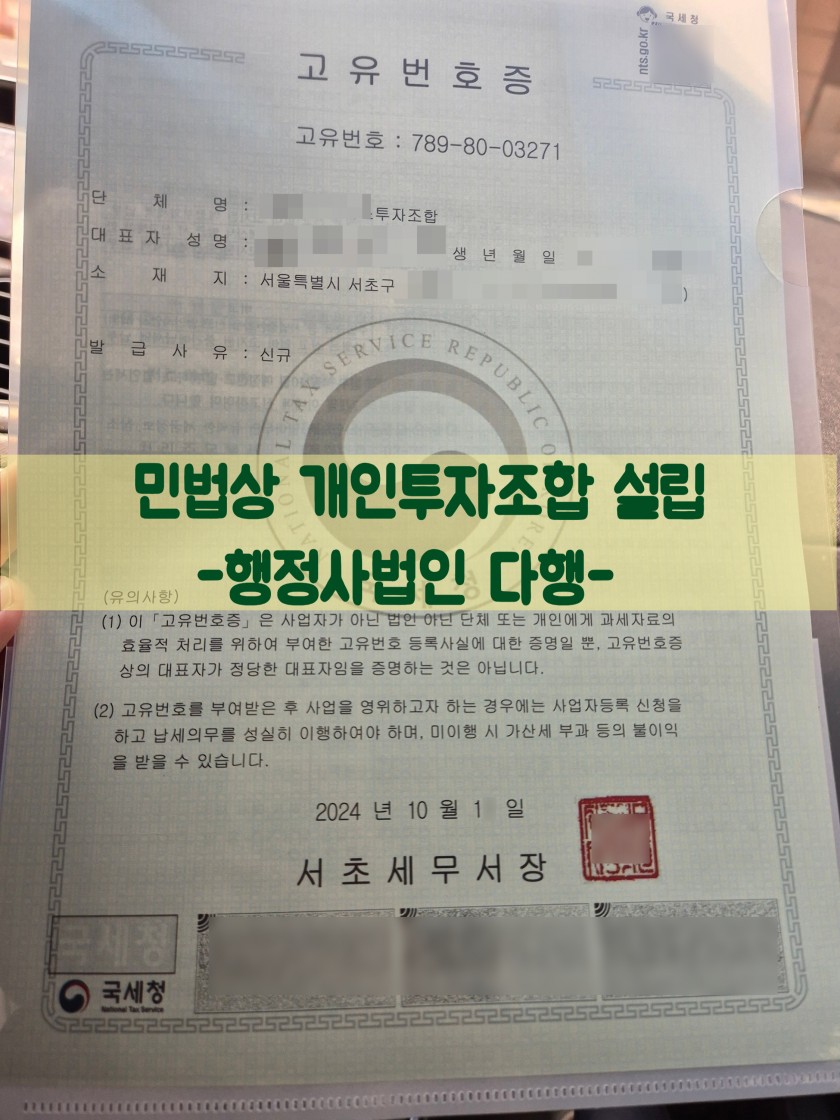 국세청
nts.go.kr
고유번호증
고유번호 : 789-80-03271
단체명 :
투자조합
대표자 성명 :
생년월일
소재지 : 서울특별시 서초구
)
발급사유 : 신규
NATIONAL TAX SERVICE REPUBLIC OF KOREA
민법상 개인투자조합 설립
-행정사법인 다행-
(유의사항)
(1) 이「고유번호증」은 사업자가 아닌 법인 아닌 단체 또는 개인에게 과세자료의
효율적 처리를 위하여 부여한 고유번호 등록사실에 대한 증명일 뿐, 고유번호증
상의 대표자가 정당한 대표자임을 증명하는 것은 아닙니다.
(2) 고유번호를 부여받은 후 사업을 영위하고자 하는 경우에는 사업자등록 신청을
하고 납세의무를 성실히 이행하여야 하며, 미이행 시 가산세 부과 등의 불이익
을 받을 수 있습니다.
2024 년 10 월 1 일
서초세무서장
국세청
국세청
National Tax Service